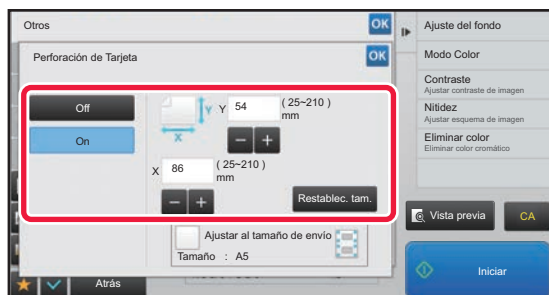 Otros
OK
Perforación de Tarjeta
OK
Off
On
Y
Y 54 ( 25~210 )
mm
- +
X
X 86 ( 25~210 )
mm
- +
Restablec. tam.
Ajustar al tamaño de envío
Tamaño : A5
Atrás
Ajuste del fondo
Modo Color
Contraste
Ajustar contraste de imagen
Nitidez
Ajustar esquema de imagen
Eliminar color
Eliminar color cromático
Vista previa
CA
Iniciar